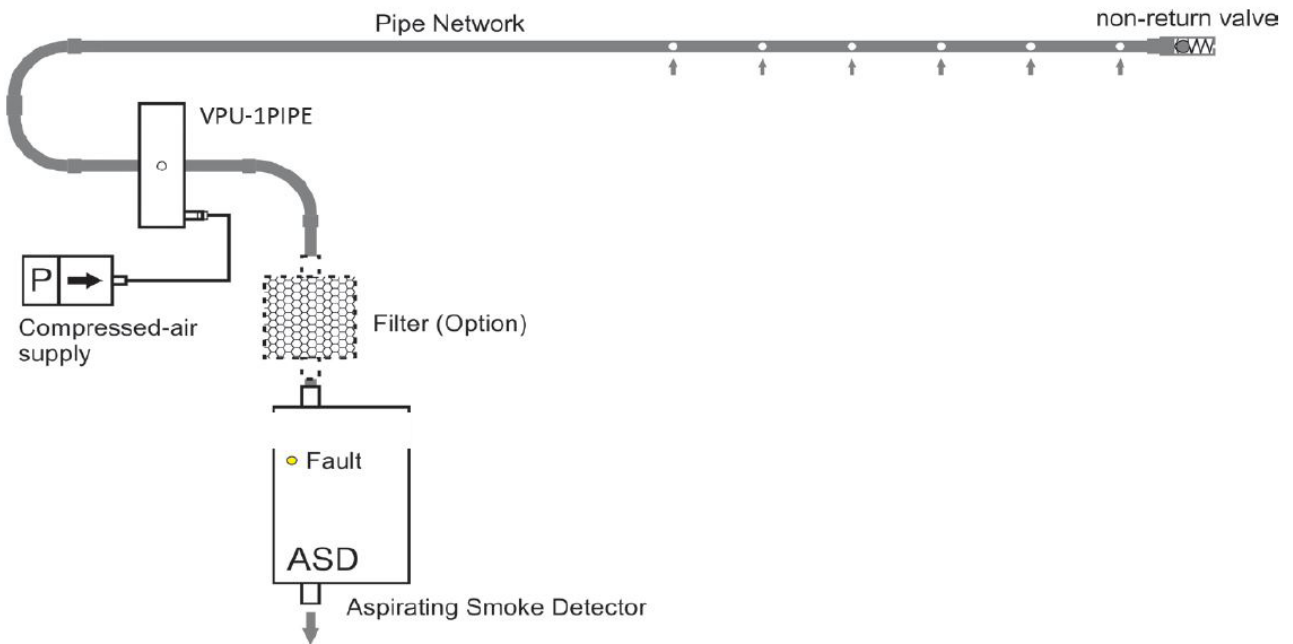 Pipe Network
non-return valve
VPU-1PIPE
P
Compressed-air
supply
Filter (Option)
Fault
ASD
Aspirating Smoke Detector